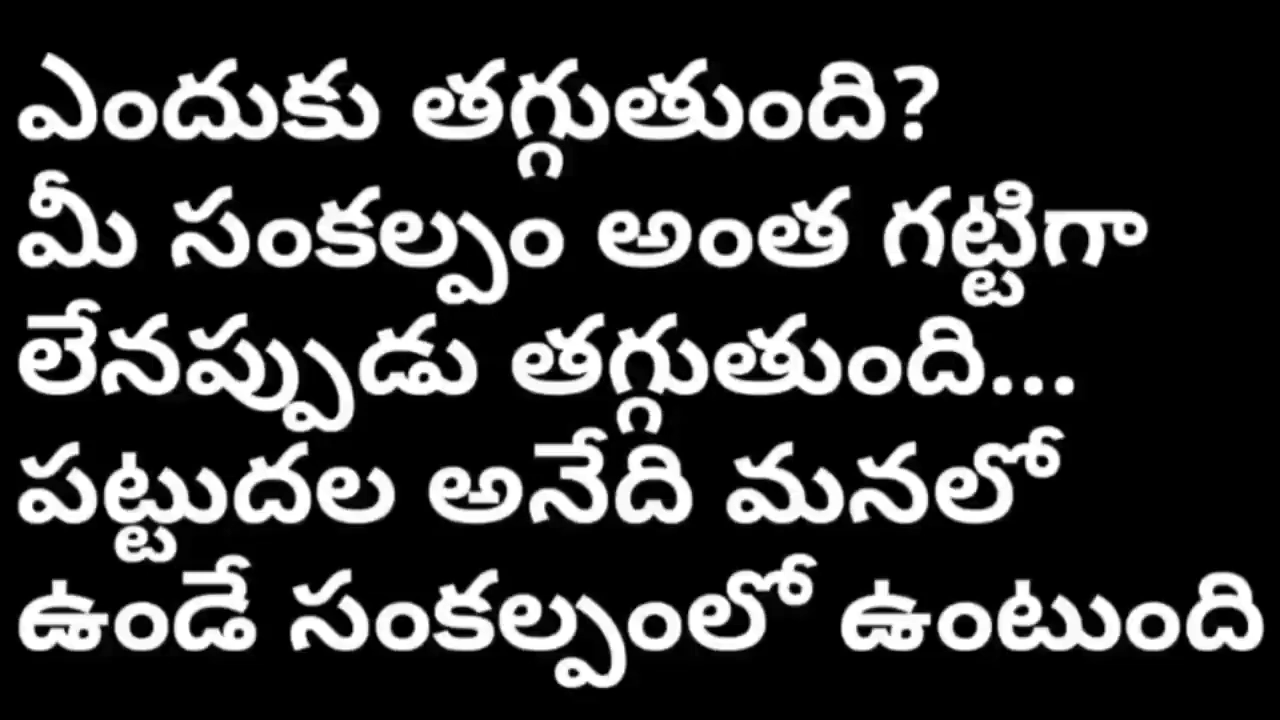 ఎందుకు తగ్గుతుంది?
మీ సంకల్పం అంత గట్టిగా
లేనప్పుడు తగ్గుతుంది...
పట్టుదల అనేది మనలో
ఉండే సంకల్పంలో ఉంటుంది